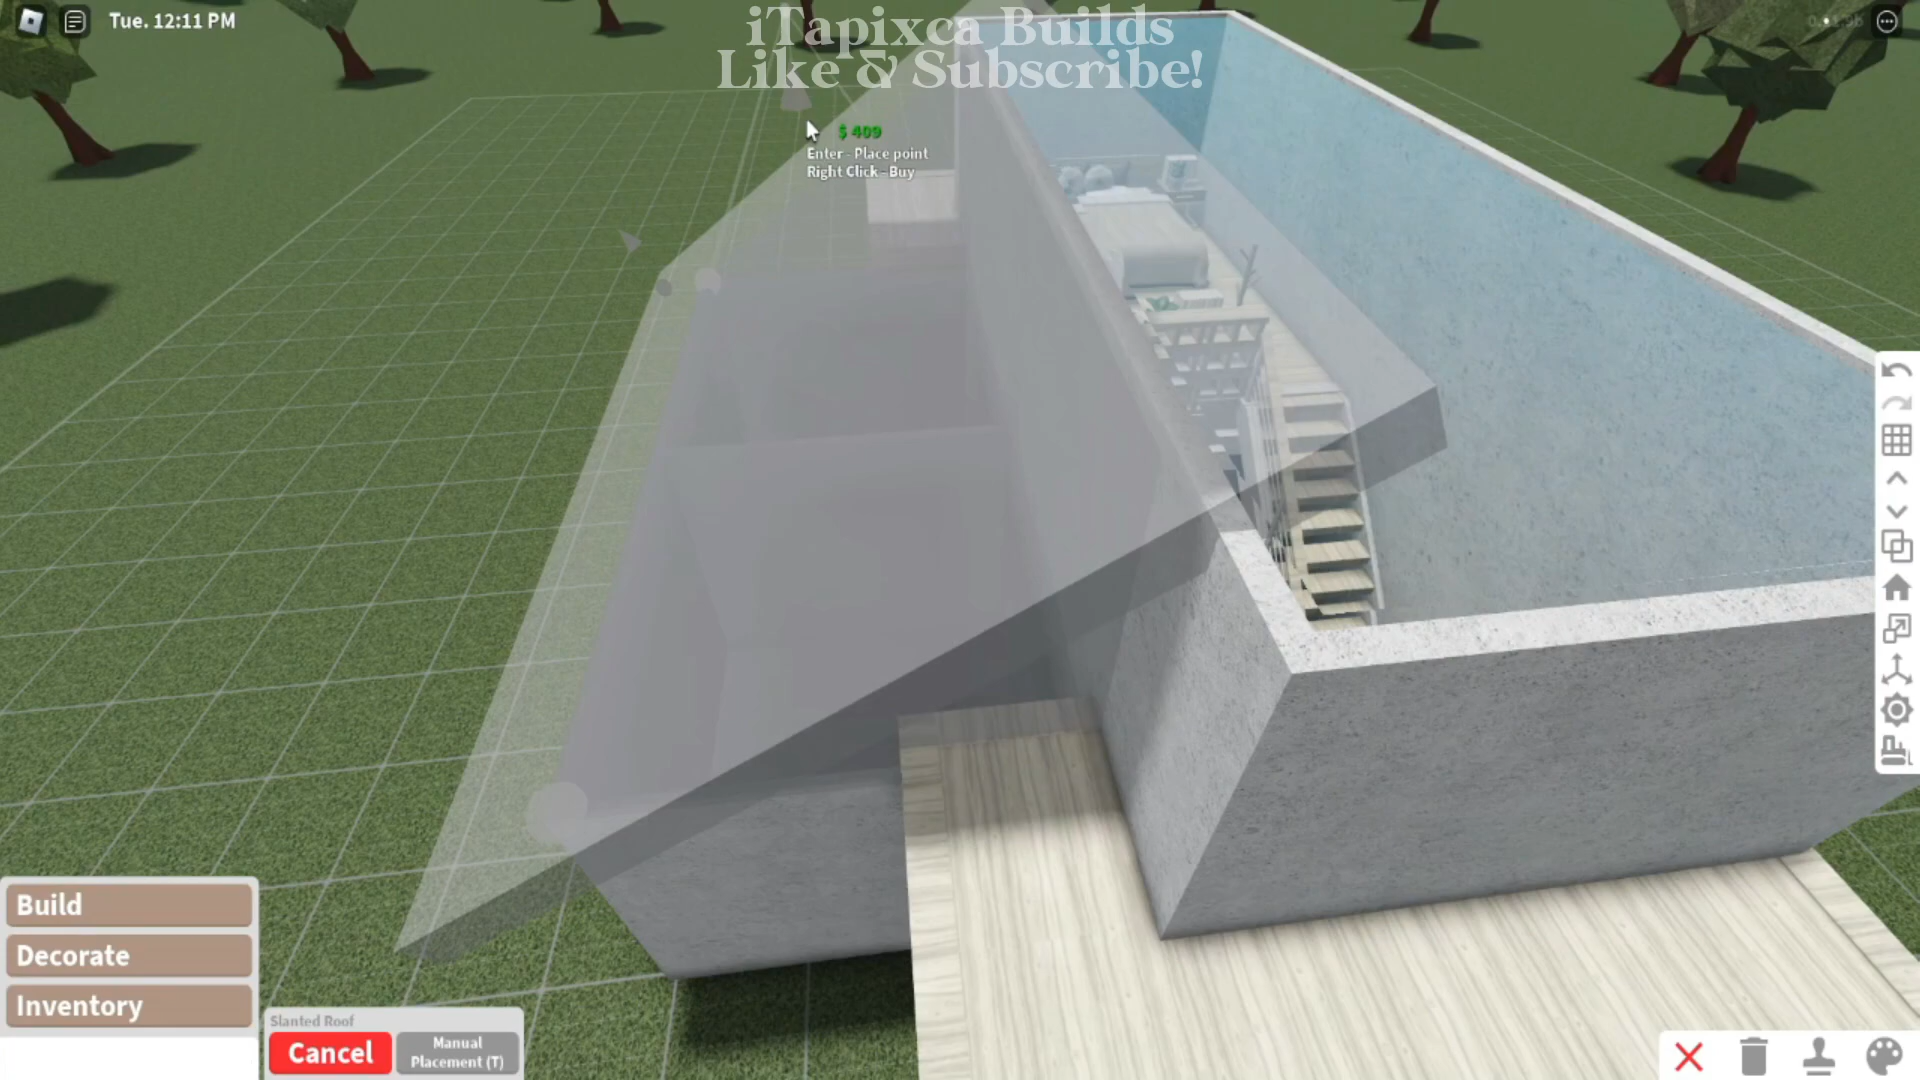 Tue. 12:11 PM
iTapixca Builds
Like & Subscribe!
$ 409
Enter - Place point
Right Click - Buy
Build
Decorate
Inventory
Slanted Roof
Cancel
Manual
Placement (T)